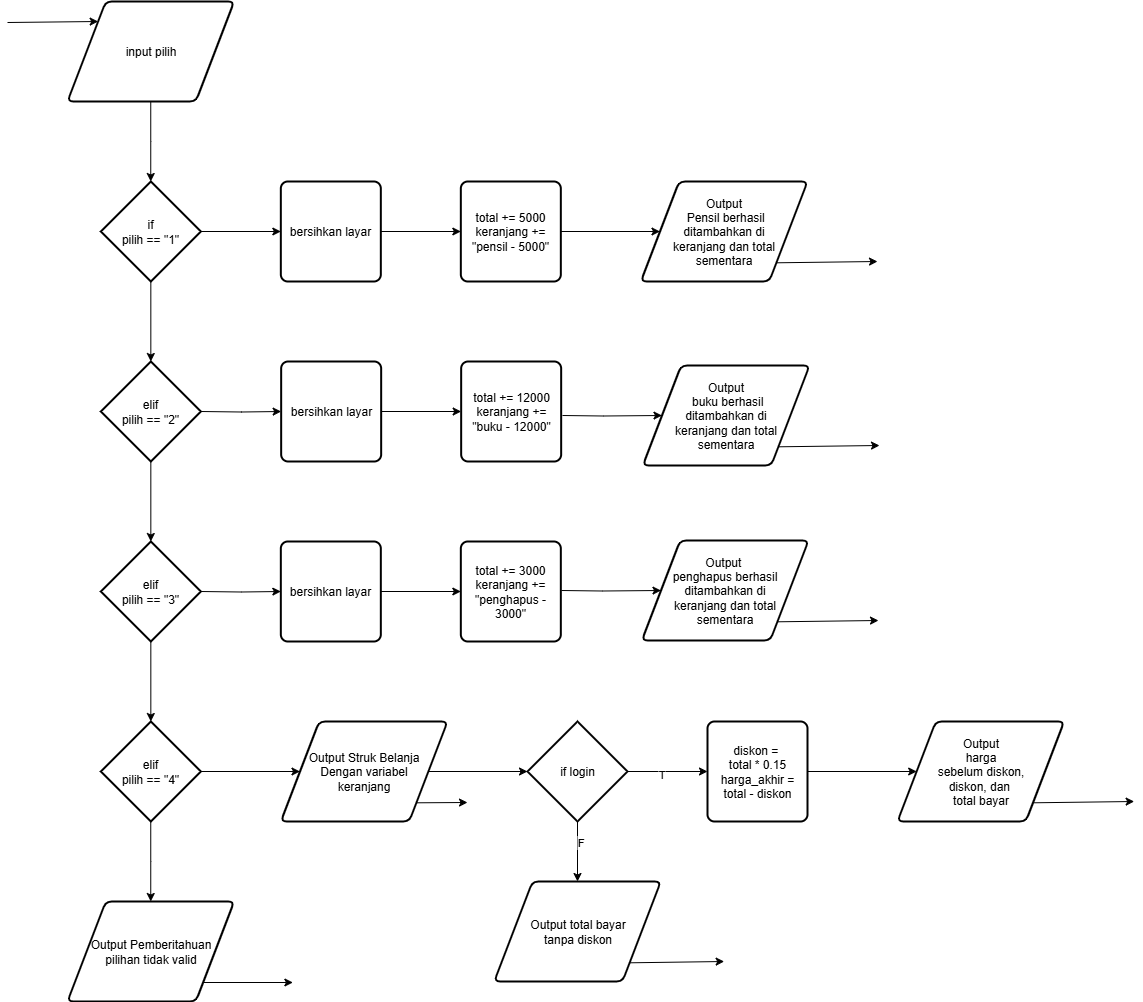 input pilih
if
pilih == "1"
bersihkan layar
total += 5000
keranjang +=
"pensil - 5000"
Output
Pensil berhasil
ditambahkan di
keranjang dan total
sementara
elif
pilih == "2"
bersihkan layar
total += 12000
keranjang +=
"buku - 12000"
Output
buku berhasil
ditambahkan di
keranjang dan total
sementara
elif
pilih == "3"
bersihkan layar
total += 3000
keranjang +=
"penghapus -
3000"
Output
penghapus berhasil
ditambahkan di
keranjang dan total
sementara
elif
pilih == "4"
Output Struk Belanja
Dengan variabel
keranjang
if login
T
diskon =
total * 0.15
harga_akhir =
total - diskon
Output
harga
sebelum diskon,
diskon, dan
total bayar
F
Output total bayar
tanpa diskon
Output Pemberitahuan
pilihan tidak valid